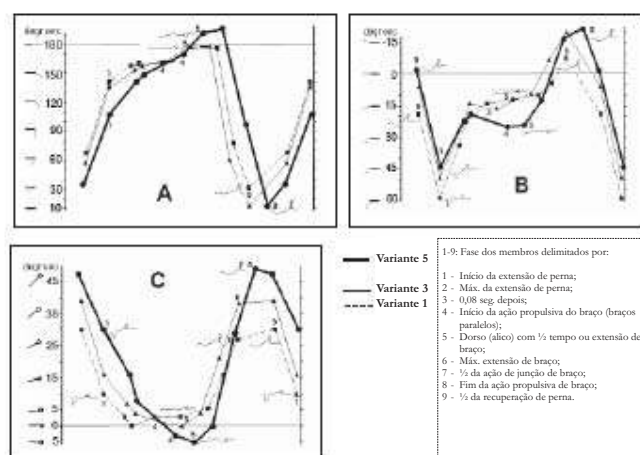 degrees
180
150
120
90
60
30
10
A
degrees
-15
0
15
30
45
60
B
degrees
45
35
25
15
5
0
5
C
Variante 5
Variante 3
Variante 1
1-9: Fase dos membros delimitados por:
1 - Início da extensão de perna;
2 - Máx. da extensão de perna;
3 - 0,08 seg. depois;
4 - Início da ação propulsiva do braço (braços
paralelos);
5 - Dorso (alico) com ½ tempo ou extensão de
braço;
6 - Máx. extensão de braço;
7 - ½ da ação de junção de braço;
8 - Fim da ação propulsiva de braço;
9 - ½ da recuperação de perna.